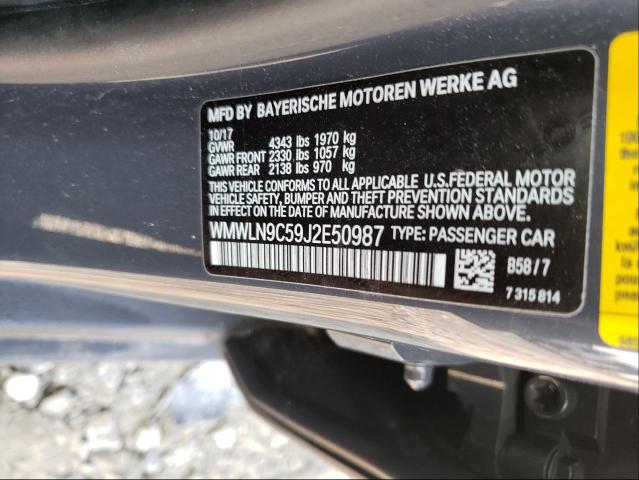 MFD BY BAYERISCHE MOTOREN WERKE AG
10/17
GVWR 4343 lbs 1970 kg
GAWR FRONT 2330 lbs 1057 kg
GAWR REAR 2138 lbs 970 kg
THIS VEHICLE CONFORMS TO ALL APPLICABLE U.S.FEDERAL MOTOR
VEHICLE SAFETY, BUMPER AND THEFT PREVENTION STANDARDS
IN EFFECT ON THE DATE OF MANUFACTURE SHOWN ABOVE.
WMWLN9C59J2E50987 TYPE: PASSENGER CAR
B58/7
7 315 814